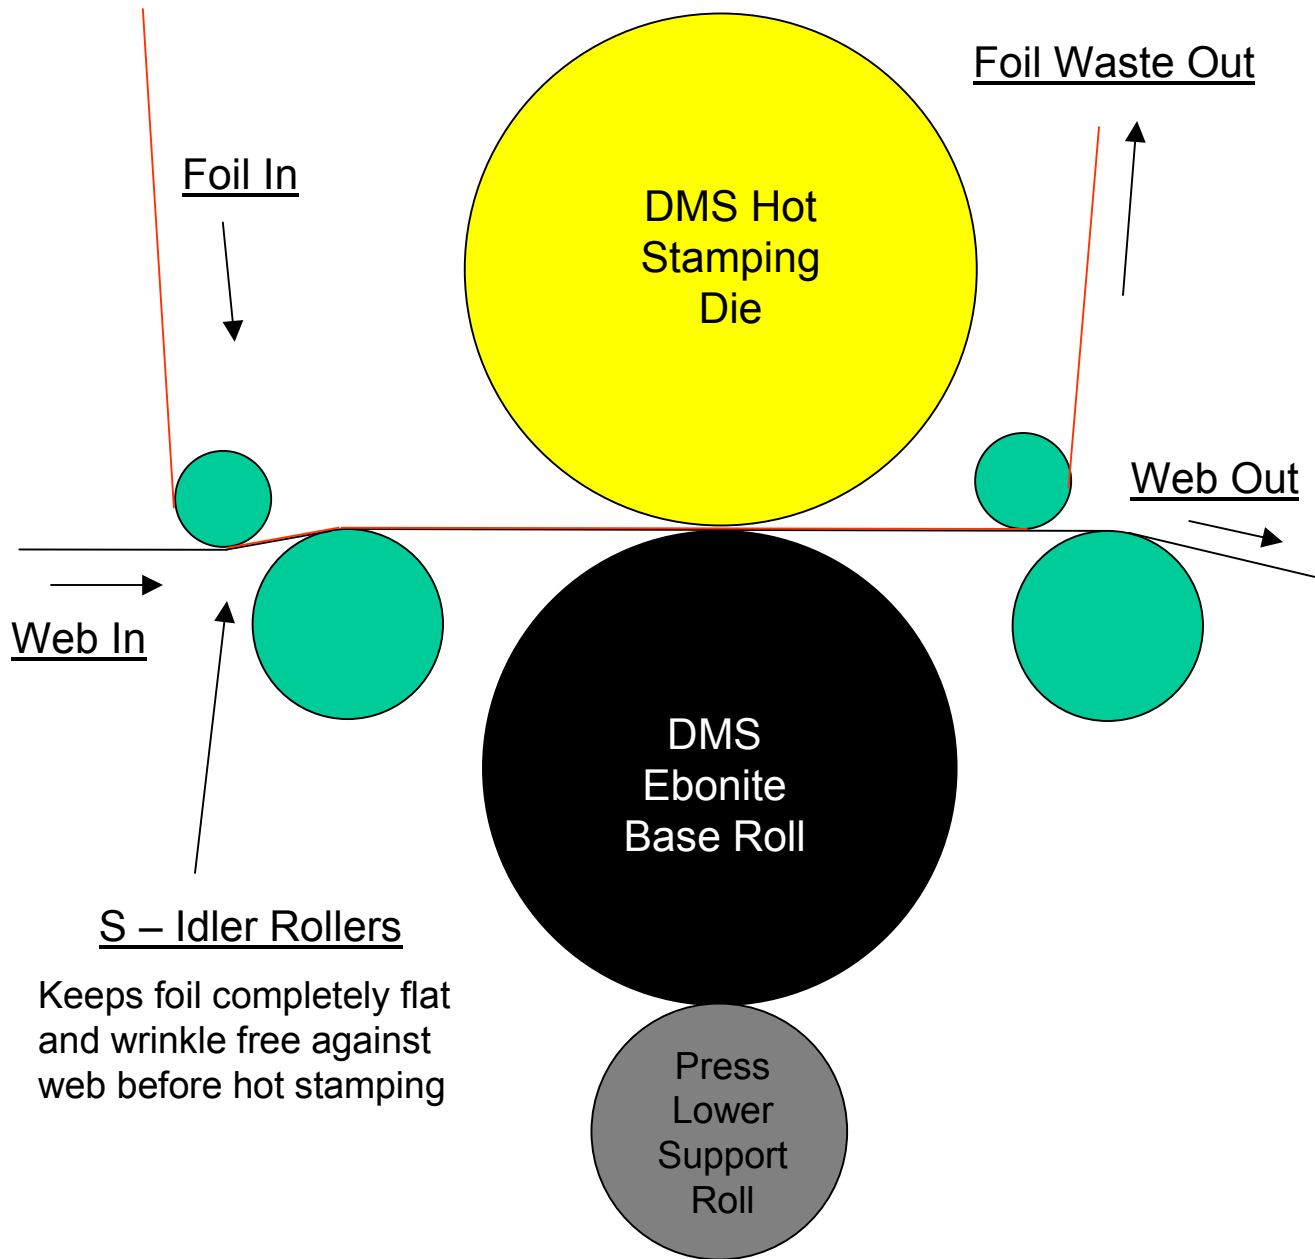 Foil Waste Out
Foil In
DMS Hot
Stamping
Die
Web Out
Web In
DMS
Ebonite
Base Roll
S – Idler Rollers
Keeps foil completely flat
and wrinkle free against
web before hot stamping
Press
Lower
Support
Roll